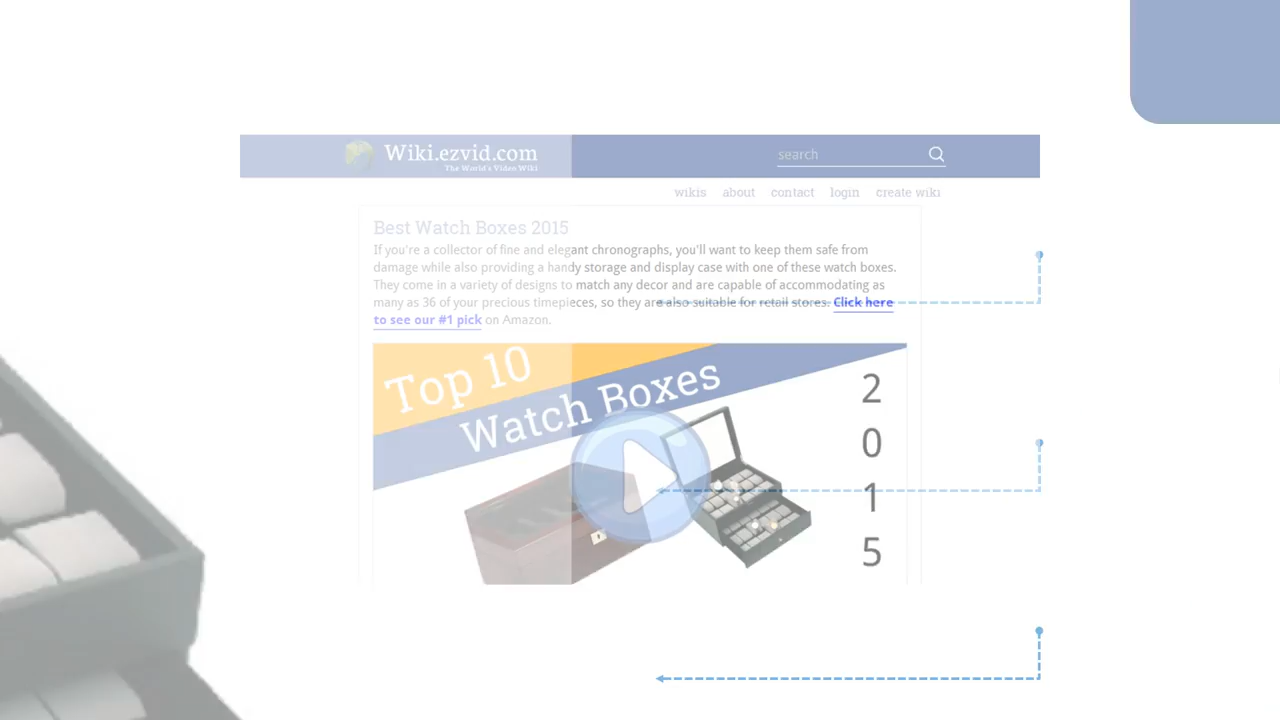 Wiki.ezvid.com
The World's Video Wiki
search
wikis about contact login create wiki
Best Watch Boxes 2015
If you're a collector of fine and elegant chronographs, you'll want to keep them safe from
damage while also providing a handy storage and display case with one of these watch boxes.
They come in a variety of designs to match any decor and are capable of accommodating as
many as 36 of your precious timepieces, so they are also suitable for retail stores. Click here
to see our #1 pick on Amazon.
Top 10
Watch Boxes
2
0
1
5